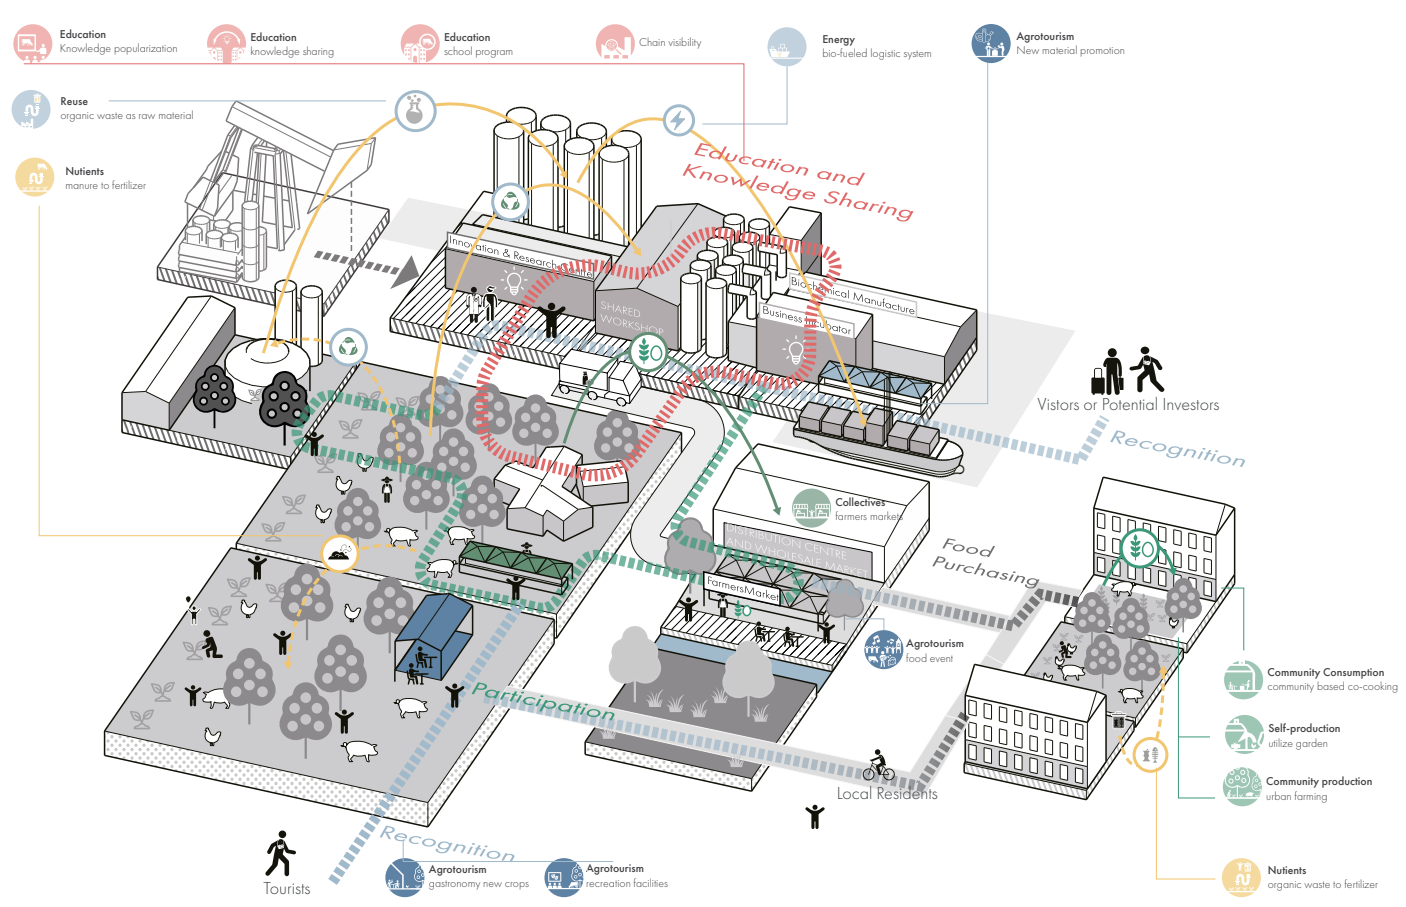 Education
Knowledge popularization
Education
knowledge sharing
Education
school program
Chain visibility
Energy
bio-fueled logistic system
Agrotourism
New material promotion
Reuse
organic waste as raw material
Nutients
manure to fertilizer
Education and
Knowledge Sharing
Innovation & Research Centre
SHARED
WORKSHOP
Biochemical Manufacture
Business Incubator
Vistors or Potential Investors
Recognition
Collectives
farmers markets
DISTRIBUTION CENTRE
AND WHOLESALE MARKET
FarmersMarket
Food
Purchasing
Agrotourism
food event
Participation
Community Consumption
community based co-cooking
Self-production
utilize garden
Community production
urban farming
Local Residents
Recognition
Tourists
Agrotourism
gastronomy new crops
Agrotourism
recreation facilities
Nutients
organic waste to fertilizer